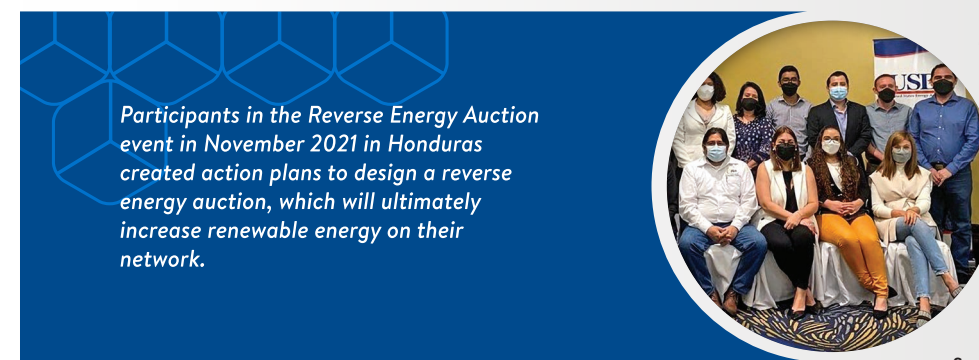 Participants in the Reverse Energy Auction
event in November 2021 in Honduras
created action plans to design a reverse
energy auction, which will ultimately
increase renewable energy on their
network.